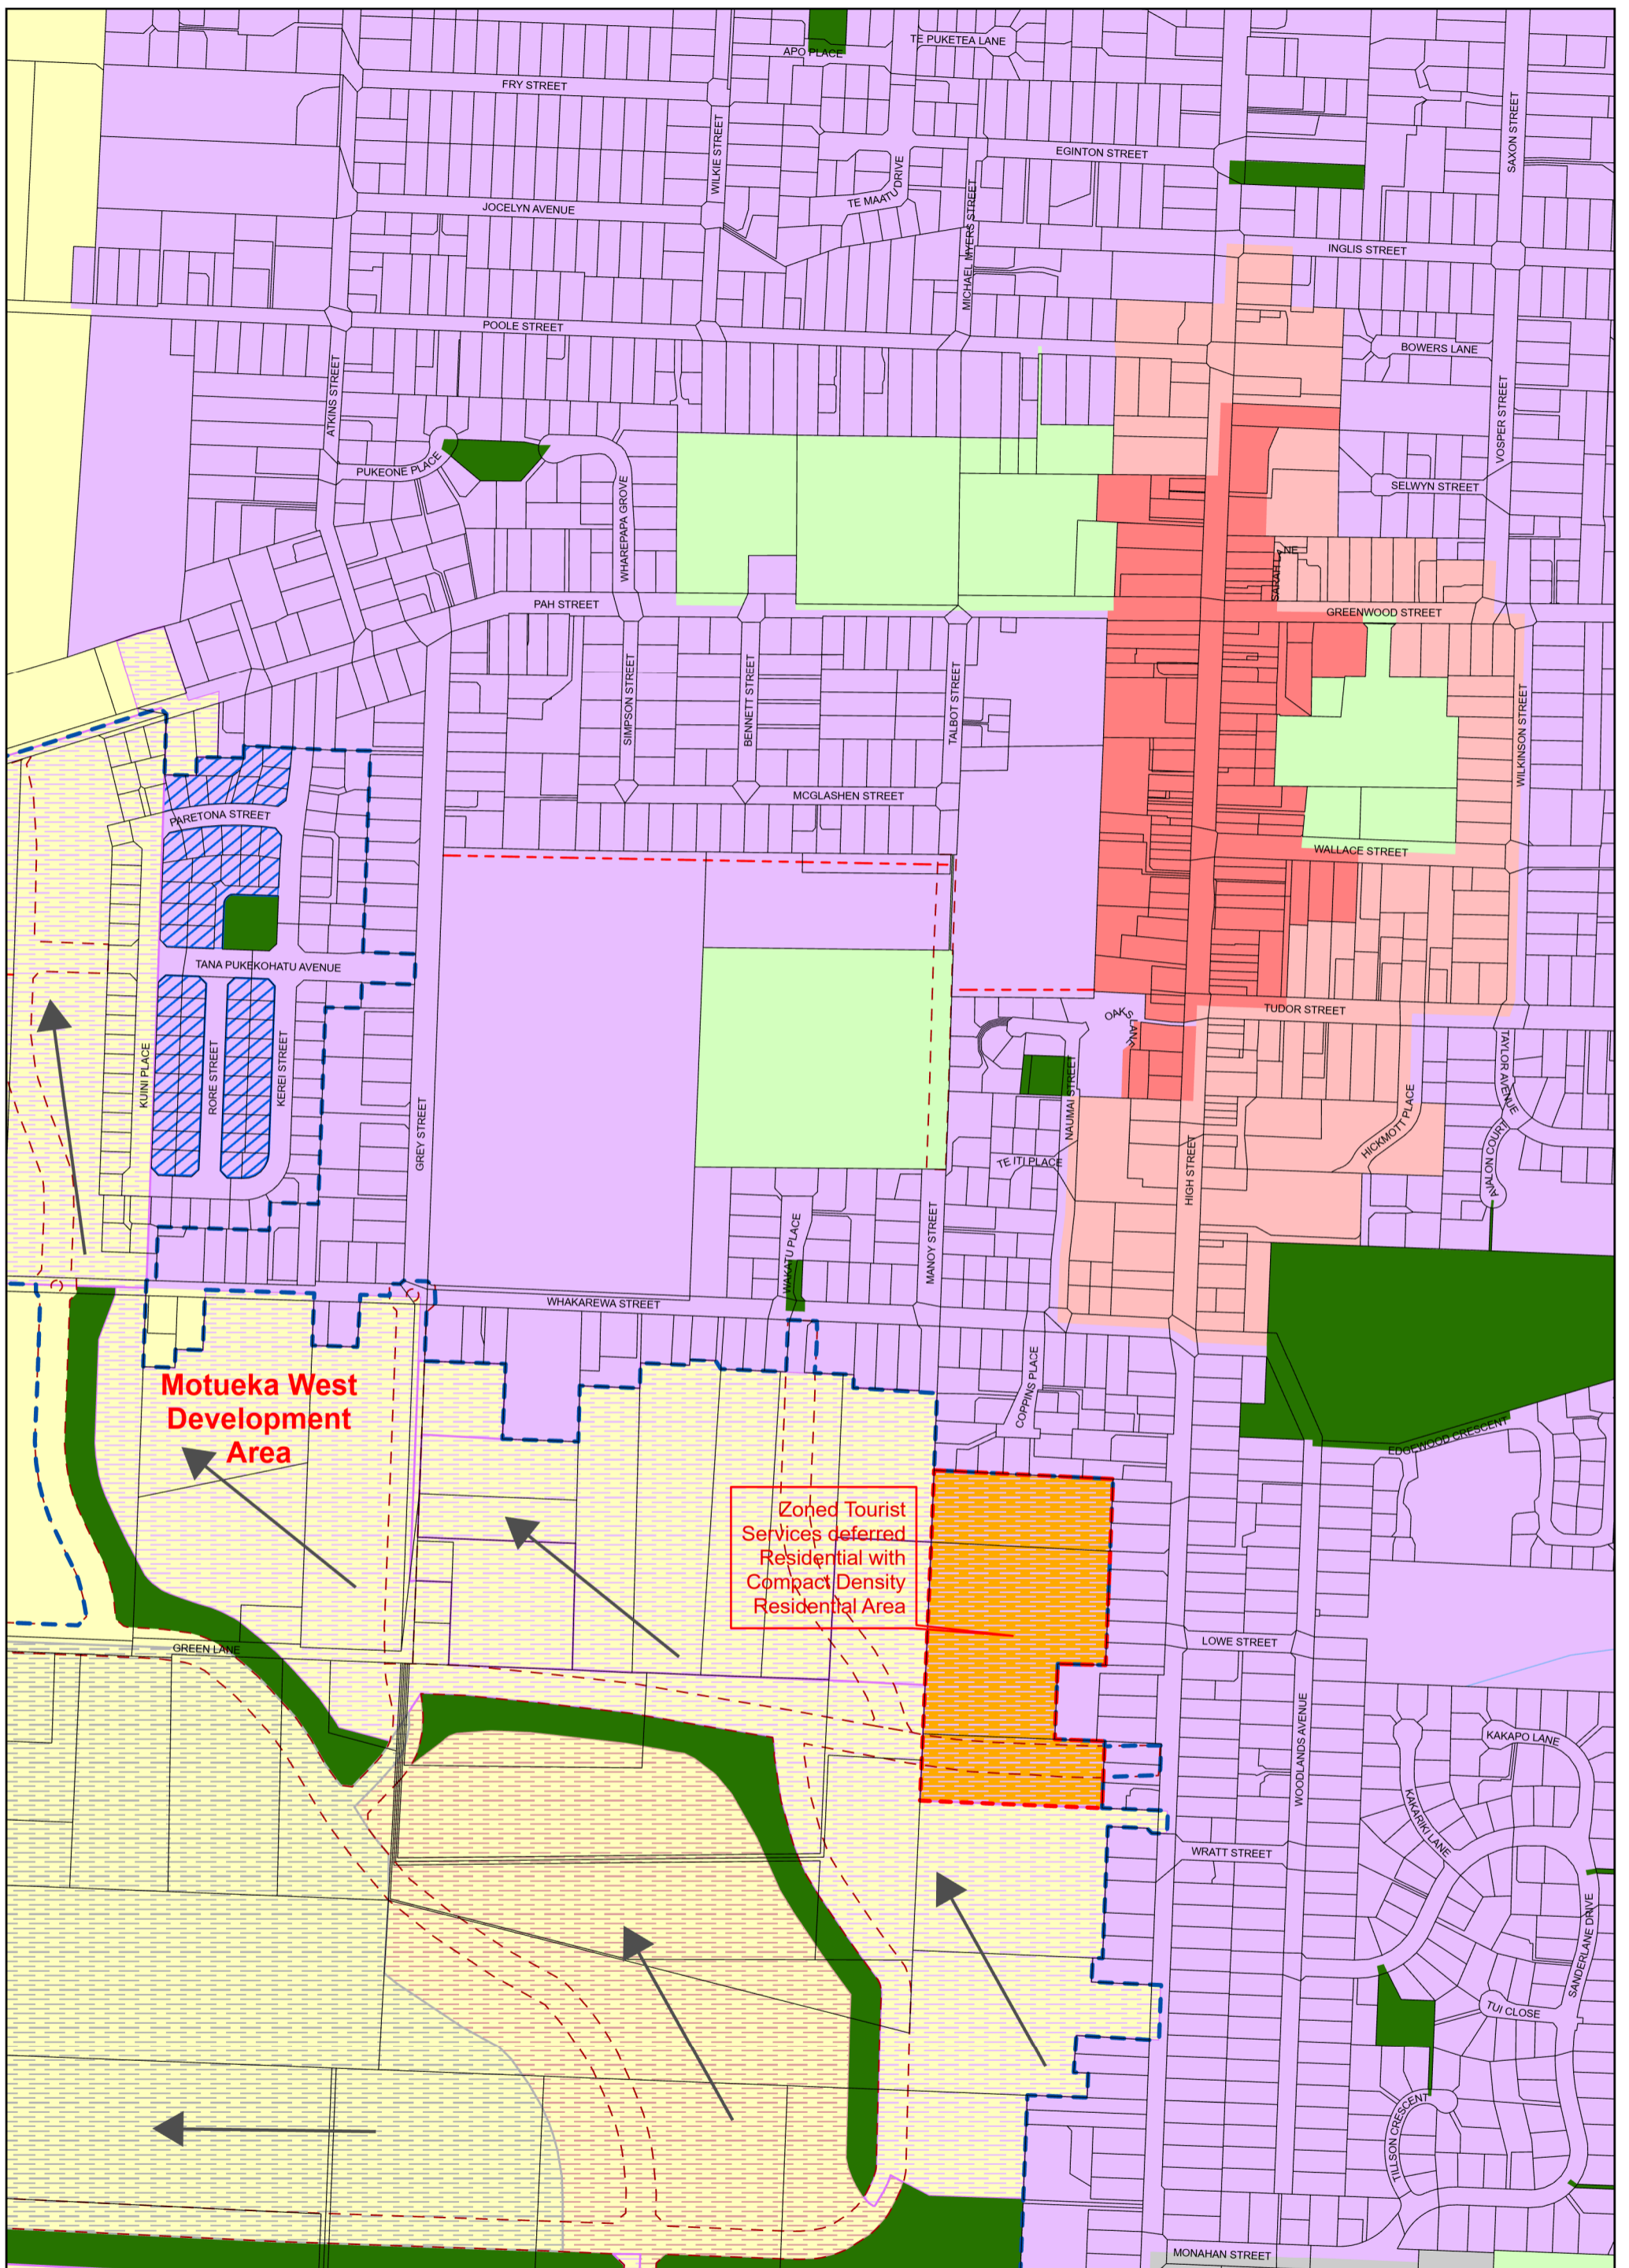 APO PLACE
TE PUKETEA LANE
FRY STREET
WILKIE STREET
EGINTON STREET
SAXON STREET
TE MAATU DRIVE
MICHAEL MYERS STREET
JOCELYN AVENUE
INGLIS STREET
POOLE STREET
BOWERS LANE
ATKINS STREET
VOSPER STREET
PUKEONE PLACE
WHAREPAPA GROVE
SELWYN STREET
SARAH LANE
PAH STREET
GREENWOOD STREET
SIMPSON STREET
BENNETT STREET
TALBOT STREET
WILKINSON STREET
MCGLASHEN STREET
PARETONA STREET
WALLACE STREET
TANA PUKEKOHATU AVENUE
OAKS LANE
TUDOR STREET
KUINI PLACE
RORE STREET
KEREI STREET
GREY STREET
NAUMAI STREET
TAYLOR AVENUE
HICKMOTT PLACE
AVALON COURT
TE ITI PLACE
HIGH STREET
WAKATU PLACE
MANOY STREET
WHAKAREWA STREET
COPPINS PLACE
Motueka West
Development
Area
EDGEWOOD CRESCENT
Zoned Tourist
Services deferred
Residential with
Compact Density
Residential Area
GREEN LANE
LOWE STREET
WOODLANDS AVENUE
KAKAPO LANE
KAKARIKI LANE
WRATT STREET
SANDERLANE DRIVE
TUI CLOSE
TILLSON CRESCENT
MONAHAN STREET